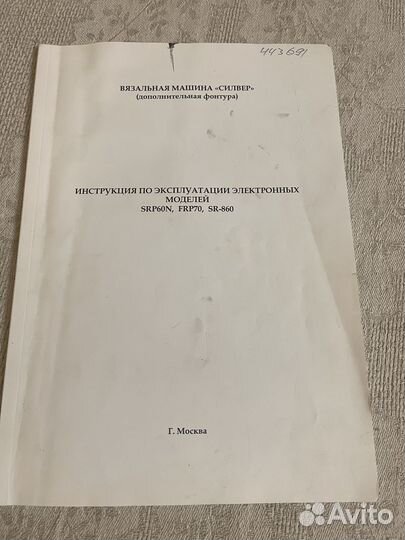 443691
ВЯЗАЛЬНАЯ МАШИНА «СИЛВЕР»
(дополнительная фонтура)
ИНСТРУКЦИЯ ПО ЭКСПЛУАТАЦИИ ЭЛЕКТРОННЫХ
МОДЕЛЕЙ
SRP60N, FRP70, SR-860
Г. Москва
Avito